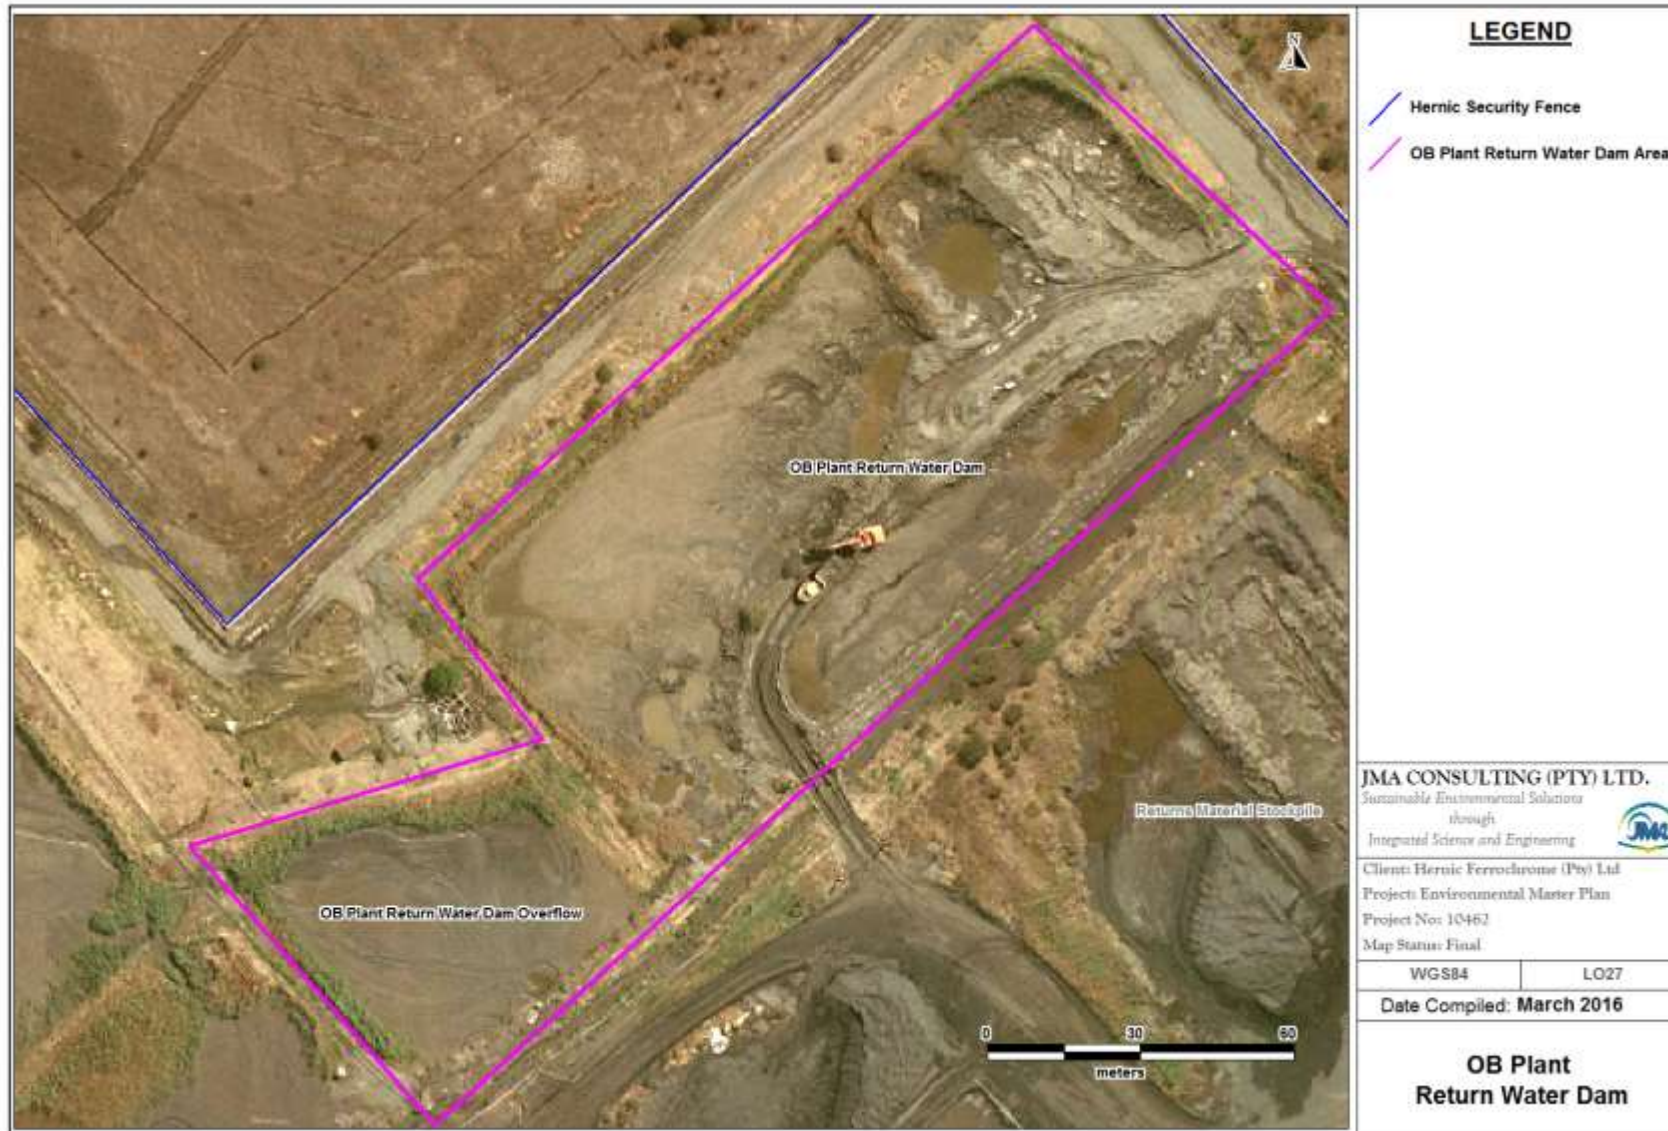 N
OB Plant Return Water Dam
Returns Material Stockpile
OB Plant Return Water Dam Overflow
0 30 60
meters
LEGEND
Hernic Security Fence
OB Plant Return Water Dam Area
JMA CONSULTING (PTY) LTD.
Sustainable Environmental Solutions
through
Integrated Science and Engineering
JMA
Client: Hernic Ferrochrome (Pty) Ltd
Project: Environmental Master Plan
Project No: 10462
Map Status: Final
WGS84 LO27
Date Compiled: March 2016
OB Plant
Return Water Dam